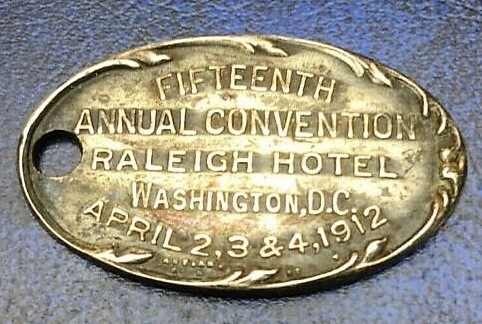 FIFTEENTH
ANNUAL CONVENTION
RALEIGH HOTEL
WASHINGTON, D.C.
APRIL 2, 3 & 4, 1912